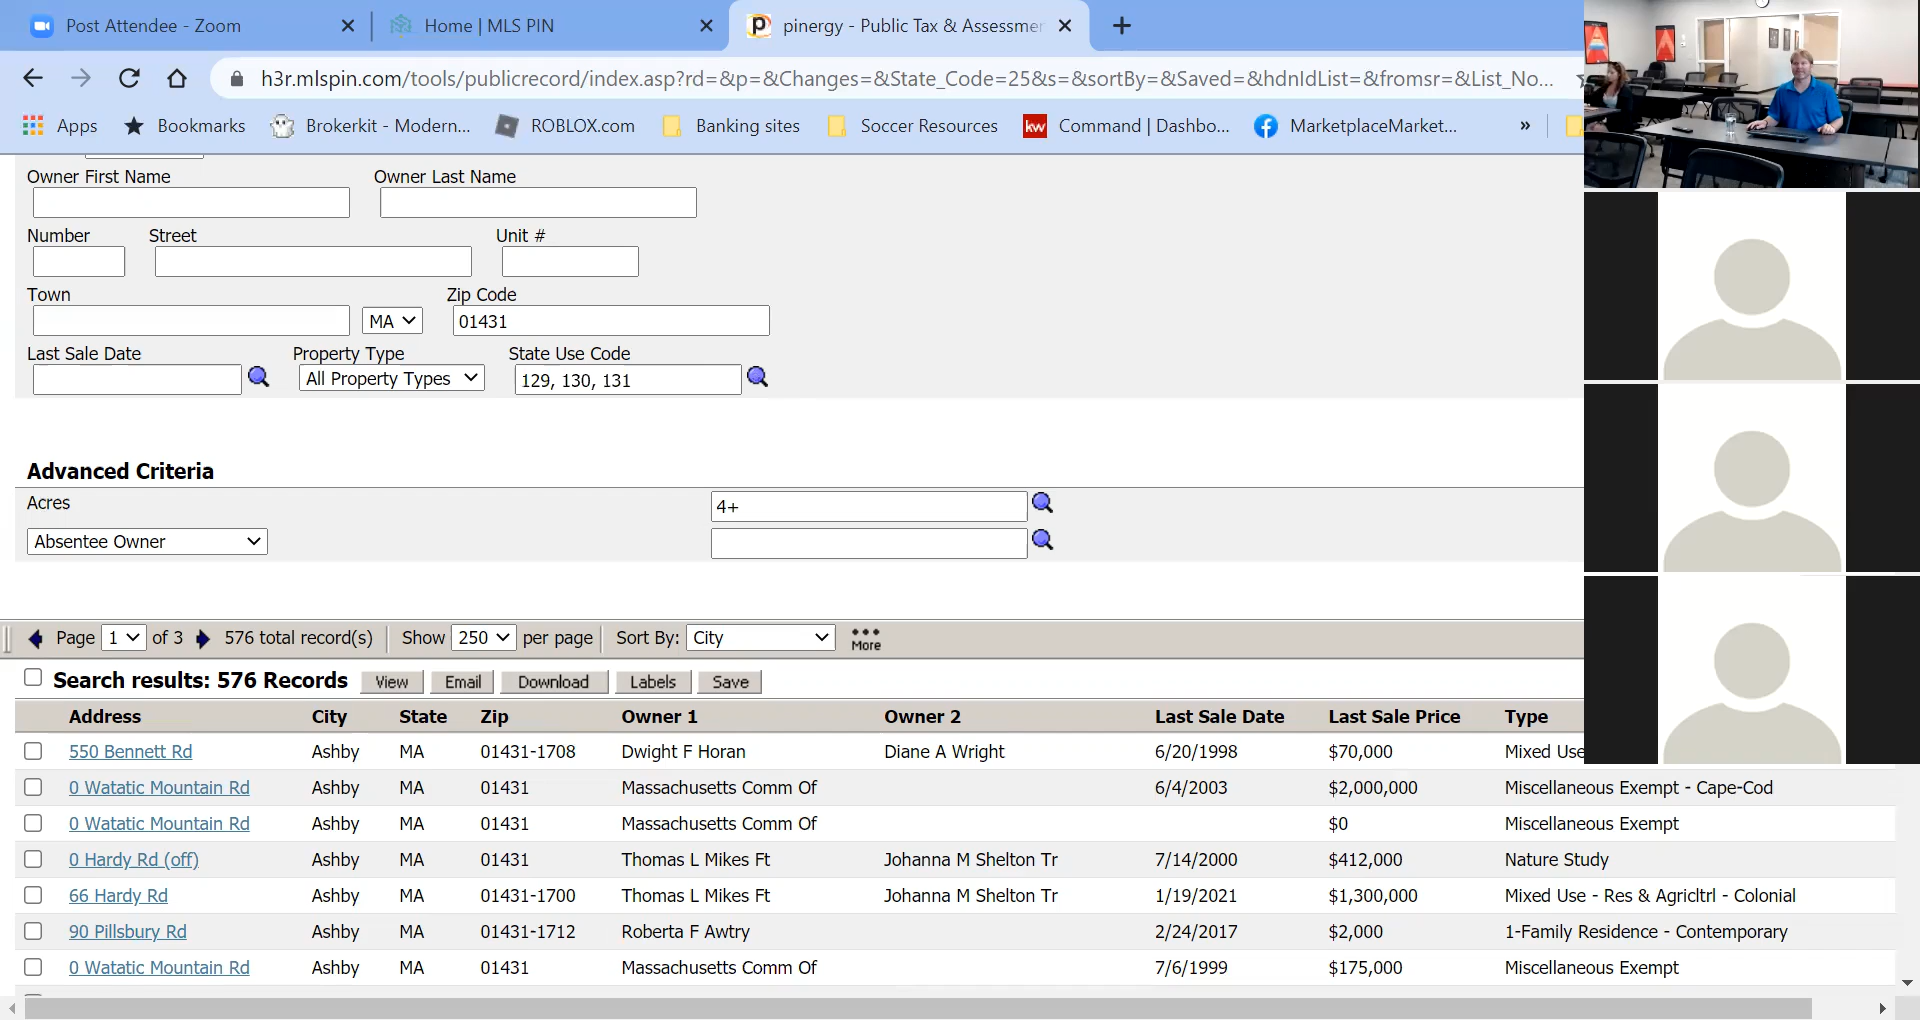 Post Attendee - Zoom
Home | MLS PIN
pinergy - Public Tax & Assessmer
h3r.mlspin.com/tools/publicrecord/index.asp?rd=&p=&Changes=&State_Code=25&s=&sortBy=&Saved=&hdnIdList=&fromsr=&List_No...
Apps
Bookmarks
Brokerkit - Modern...
ROBLOX.com
Banking sites
Soccer Resources
kw
Command | Dashbo...
MarketplaceMarket...
»
Owner First Name Owner Last Name
Number Street Unit #
Town Zip Code
MA 01431
Last Sale Date Property Type State Use Code
All Property Types 129, 130, 131
Advanced Criteria
Acres 4+
Absentee Owner
Page 1 of 3 576 total record(s) Show 250 per page Sort By: City More
Search results: 576 Records View Email Download Labels Save
Address City State Zip Owner 1 Owner 2 Last Sale Date Last Sale Price Type
550 Bennett Rd Ashby MA 01431-1708 Dwight F Horan Diane A Wright 6/20/1998 $70,000 Mixed Use
0 Watatic Mountain Rd Ashby MA 01431 Massachusetts Comm Of 6/4/2003 $2,000,000 Miscellaneous Exempt - Cape-Cod
0 Watatic Mountain Rd Ashby MA 01431 Massachusetts Comm Of $0 Miscellaneous Exempt
0 Hardy Rd (off) Ashby MA 01431 Thomas L Mikes Ft Johanna M Shelton Tr 7/14/2000 $412,000 Nature Study
66 Hardy Rd Ashby MA 01431-1700 Thomas L Mikes Ft Johanna M Shelton Tr 1/19/2021 $1,300,000 Mixed Use - Res & Agricltrl - Colonial
90 Pillsbury Rd Ashby MA 01431-1712 Roberta F Awtry 2/24/2017 $2,000 1-Family Residence - Contemporary
0 Watatic Mountain Rd Ashby MA 01431 Massachusetts Comm Of 7/6/1999 $175,000 Miscellaneous Exempt